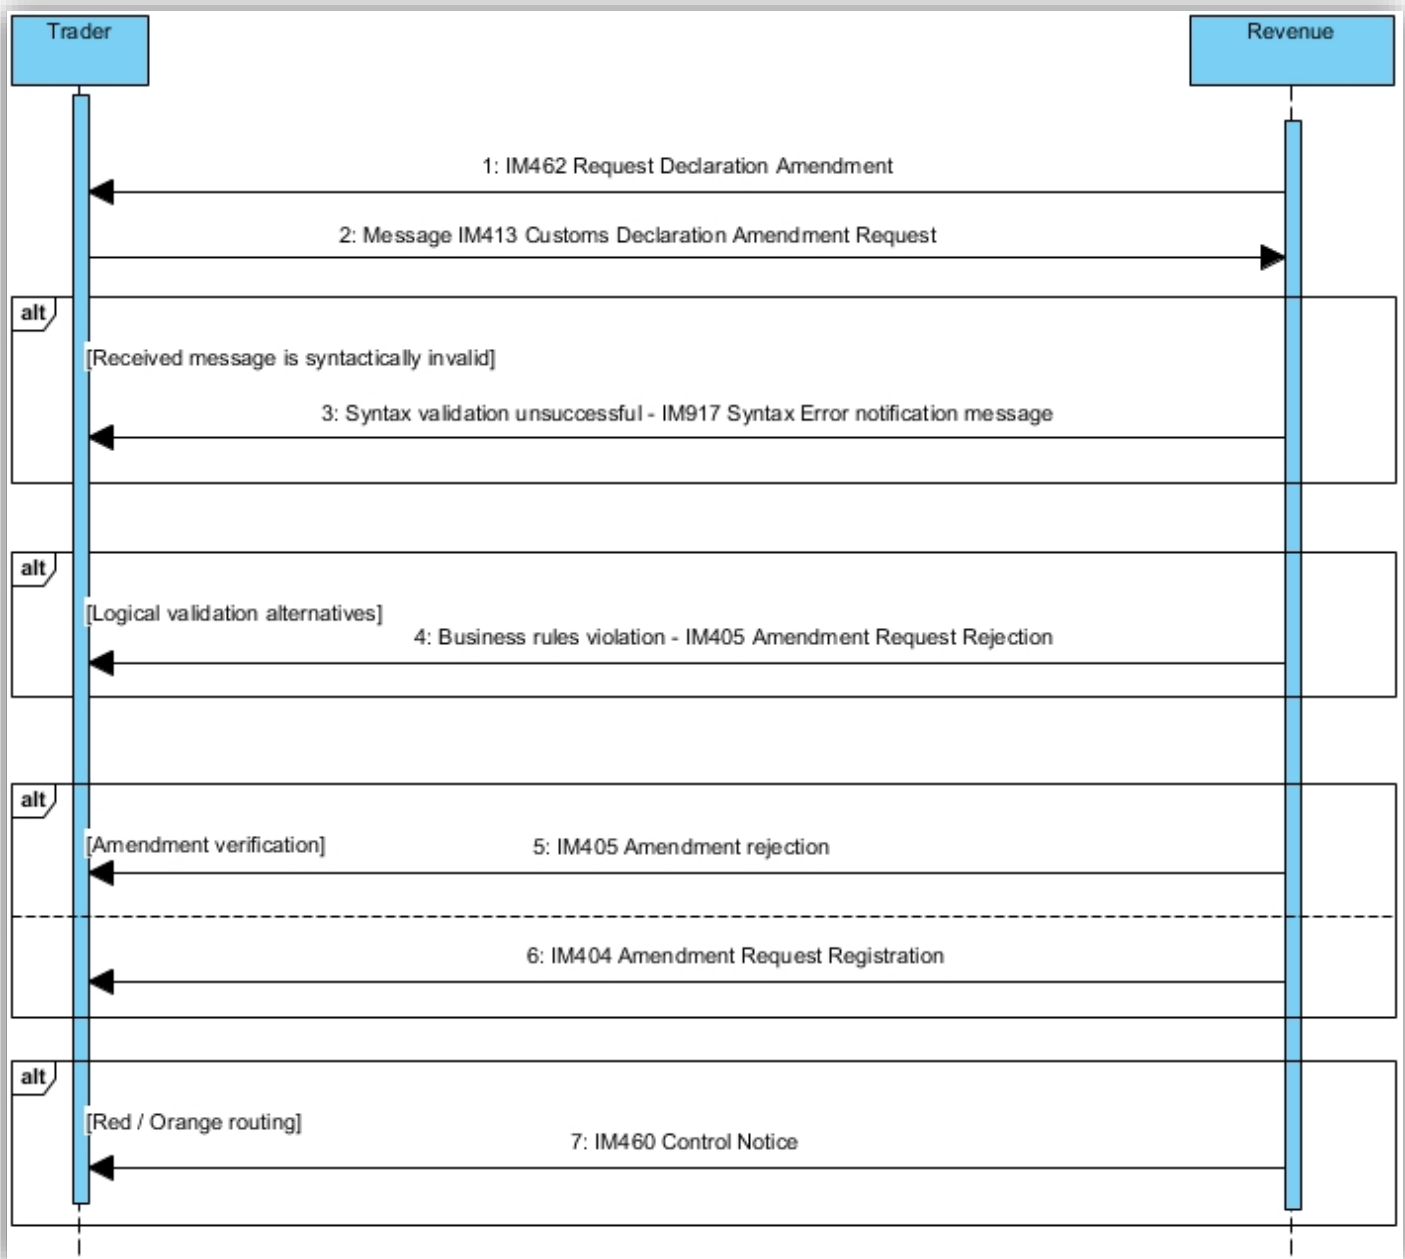 Trader
Revenue
1: IM462 Request Declaration Amendment
2: Message IM413 Customs Declaration Amendment Request
alt
[Received message is syntactically invalid]
3: Syntax validation unsuccessful - IM917 Syntax Error notification message
alt
[Logical validation alternatives]
4: Business rules violation - IM405 Amendment Request Rejection
alt
[Amendment verification]
5: IM405 Amendment rejection
6: IM404 Amendment Request Registration
alt
[Red / Orange routing]
7: IM460 Control Notice